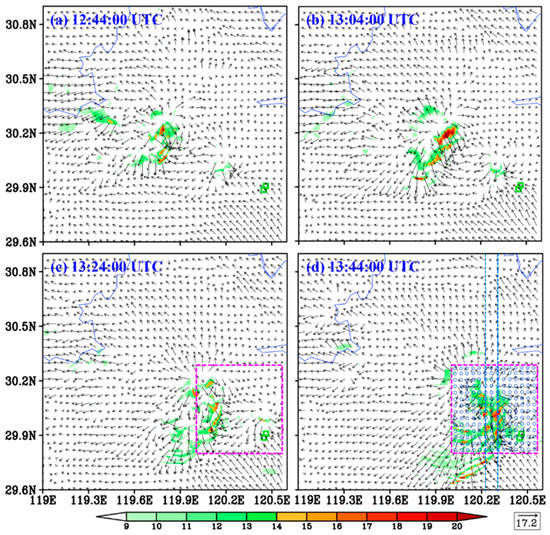 (a) 12:44:00 UTC (b) 13:04:00 UTC
30.8N
30.5N
30.2N
29.9N
29.6N
(c) 13:24:00 UTC (d) 13:44:00 UTC
30.8N
30.5N
30.2N
29.9N
29.6N
119E 119.3E 119.6E 119.9E 120.2E 120.5E 119E 119.3E 119.6E 119.9E 120.2E 120.5E
9 10 11 12 13 14 15 16 17 18 19 20 17.2